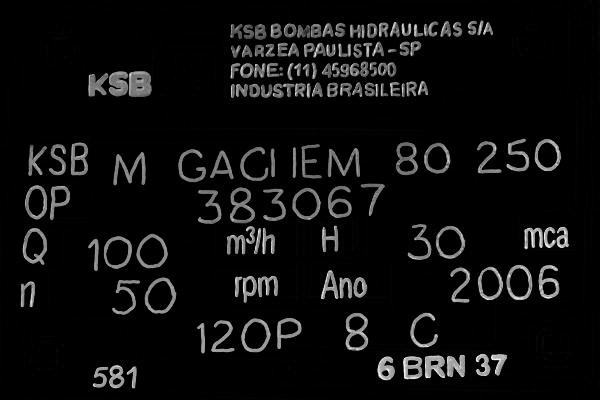 KSB BOMBAS HIDRAULICAS S/A
VARZEA PAULISTA - SP
FONE: (11) 45968500
INDUSTRIA BRASILEIRA
KSB
KSB M GACI IEM 80 250
OP 383067
Q 100 m³/h H 30 mca
n 50 rpm Ano 2006
120P 8 C
581 6 BRN 37